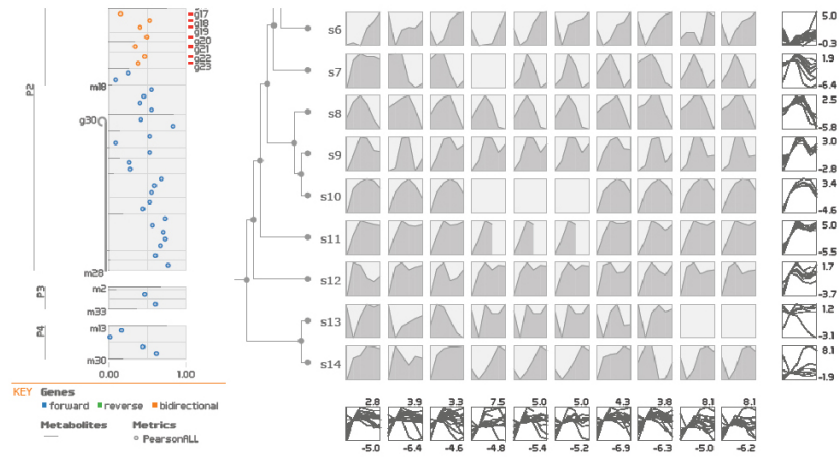 g17
g18
g19
g20
g21
g22
g23
P2
m18
g30
m28
P3
m2
m33
P4
m13
m30
0.00 1.00
KEY Genes
forward reverse bidirectional
Metabolites Metrics
PearsonALL
s6 5.0
-0.3
s7 1.9
-6.4
s8 2.5
-5.8
s9 3.0
-2.8
s10 3.4
-4.6
s11 5.0
-5.5
s12 1.7
-3.7
s13 1.2
-3.1
s14 8.1
-1.9
2.8 3.9 3.3 7.5 5.0 5.0 4.3 3.8 8.1 8.1
-5.0 -6.4 -4.6 -4.8 -5.4 -5.2 -6.9 -6.3 -5.0 -6.2